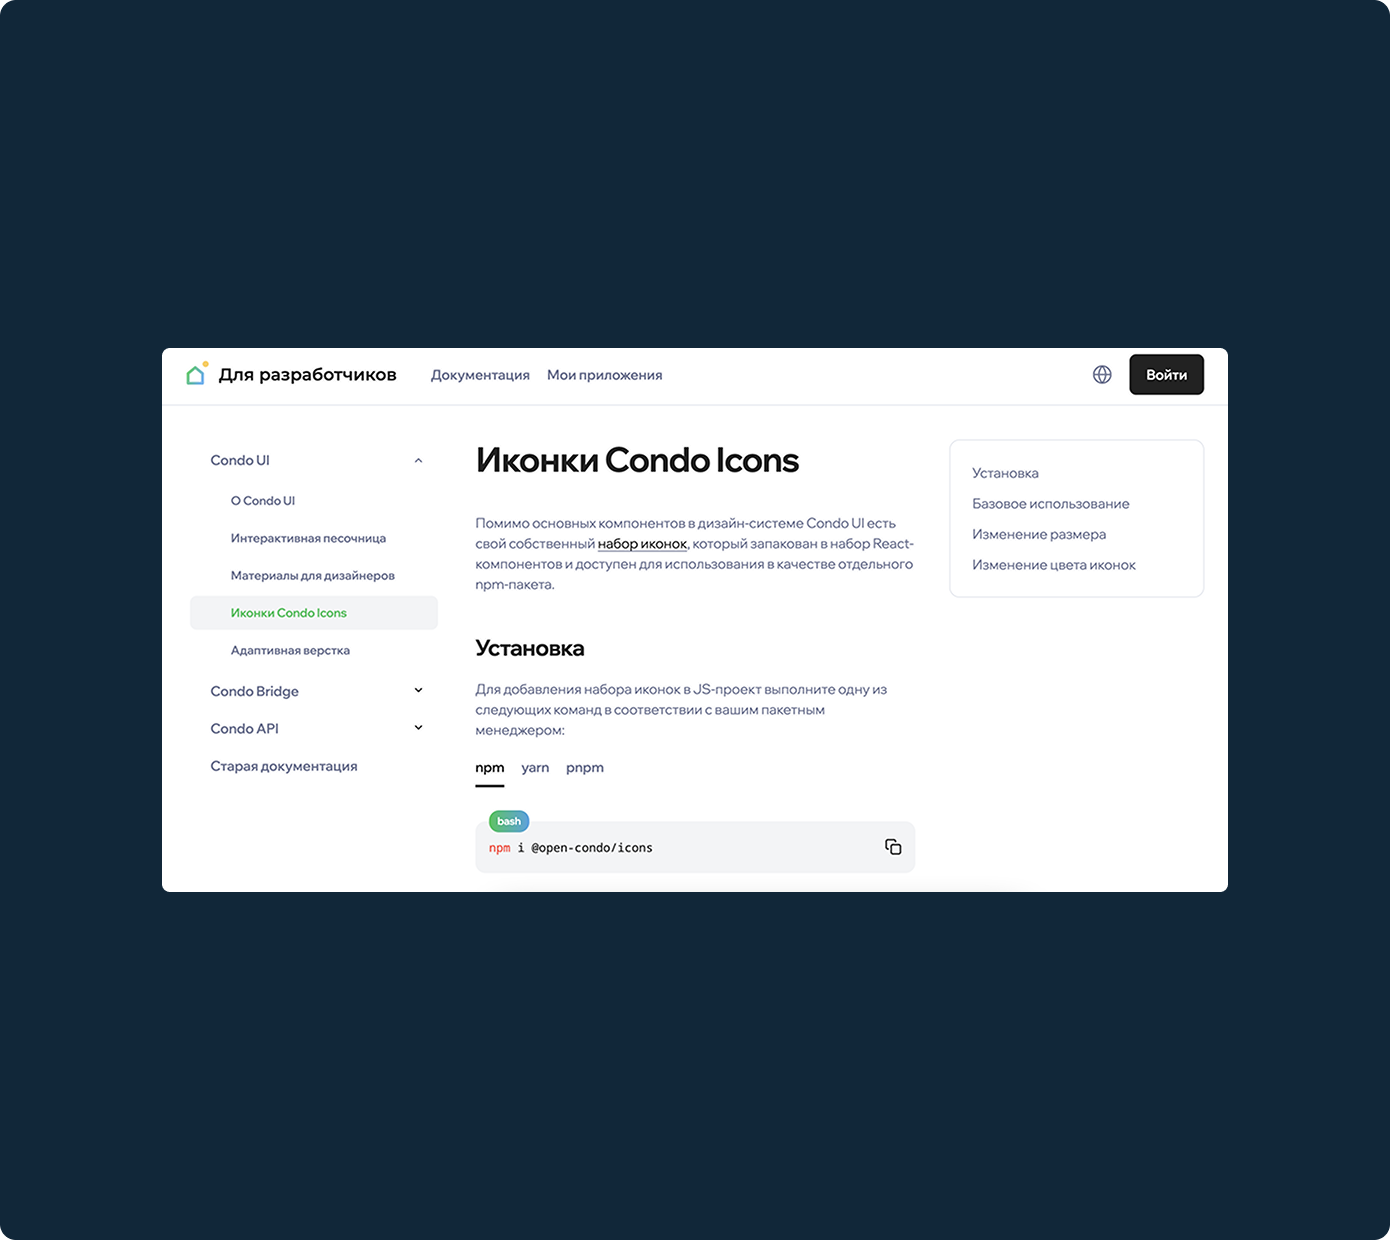 Для разработчиков
Документация
Мои приложения
Войти
Condo UI
О Condo UI
Интерактивная песочница
Материалы для дизайнеров
Иконки Condo Icons
Адаптивная верстка
Condo Bridge
Condo API
Старая документация
Иконки Condo Icons
Помимо основных компонентов в дизайн-системе Condo UI есть
свой собственный набор иконок, который запакован в набор React-
компонентов и доступен для использования в качестве отдельного
npm-пакета.
Установка
Для добавления набора иконок в JS-проект выполните одну из
следующих команд в соответствии с вашим пакетным
менеджером:
npm yarn pnpm
bash
npm i @open-condo/icons
Установка
Базовое использование
Изменение размера
Изменение цвета иконок